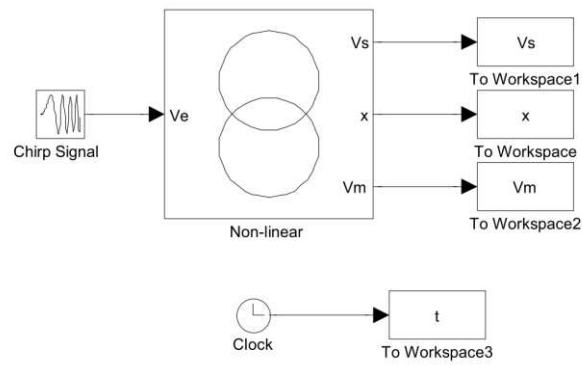 Vs
Vs
To Workspace1
Chirp Signal
Ve
x
x
To Workspace
Vm
Vm
To Workspace2
Non-linear
Clock
t
To Workspace3